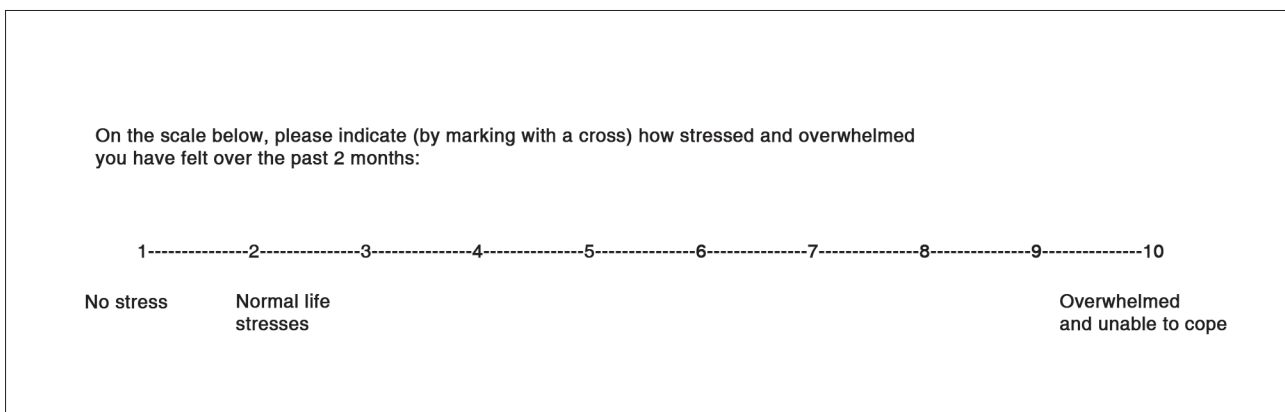 On the scale below, please indicate (by marking with a cross) how stressed and overwhelmed
you have felt over the past 2 months:
1---------------2---------------3---------------4---------------5---------------6---------------7---------------8---------------9---------------10
No stress Normal life Overwhelmed
stresses and unable to cope